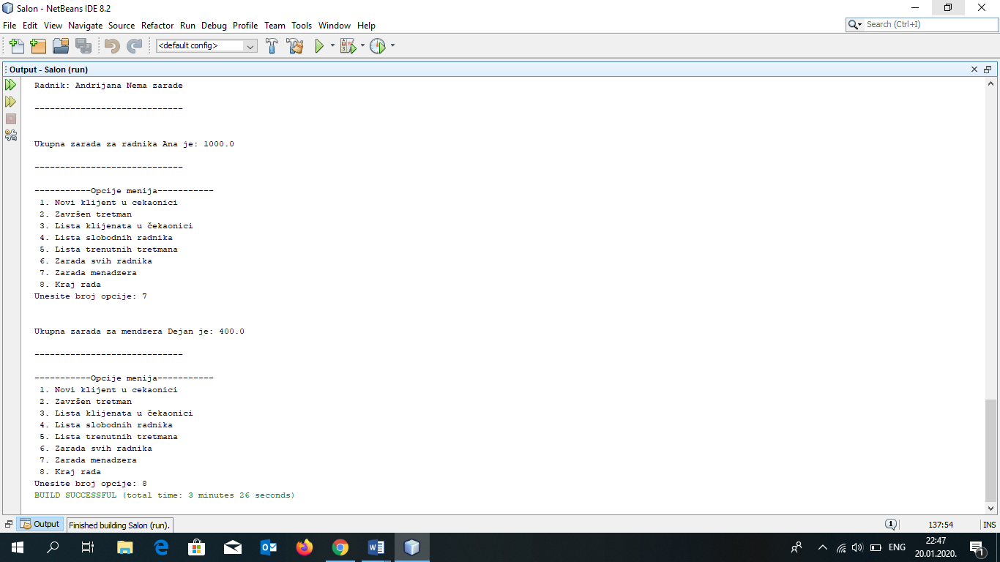 Salon - NetBeans IDE 8.2
File Edit View Navigate Source Refactor Run Debug Profile Team Tools Window Help
Search (Ctrl+I)
<default config>
Output - Salon (run)
Radnik: Andrijana Nema zarade
-----------------------------
Ukupna zarada za radnika Ana je: 1000.0
-----------------------------
-----------Opcije menija-----------
1. Novi klijent u cekaonici
2. Završen tretman
3. Lista klijenata u čekaonici
4. Lista slobodnih radnika
5. Lista trenutnih tretmana
6. Zarada svih radnika
7. Zarada menadzera
8. Kraj rada
Unesite broj opcije: 7
Ukupna zarada za mendzera Dejan je: 400.0
-----------------------------
-----------Opcije menija-----------
1. Novi klijent u cekaonici
2. Završen tretman
3. Lista klijenata u čekaonici
4. Lista slobodnih radnika
5. Lista trenutnih tretmana
6. Zarada svih radnika
7. Zarada menadzera
8. Kraj rada
Unesite broj opcije: 8
BUILD SUCCESSFUL (total time: 3 minutes 26 seconds)
Output
Finished building Salon (run).
1
137:54
INS
ENG
22:47
20.01.2020.
1